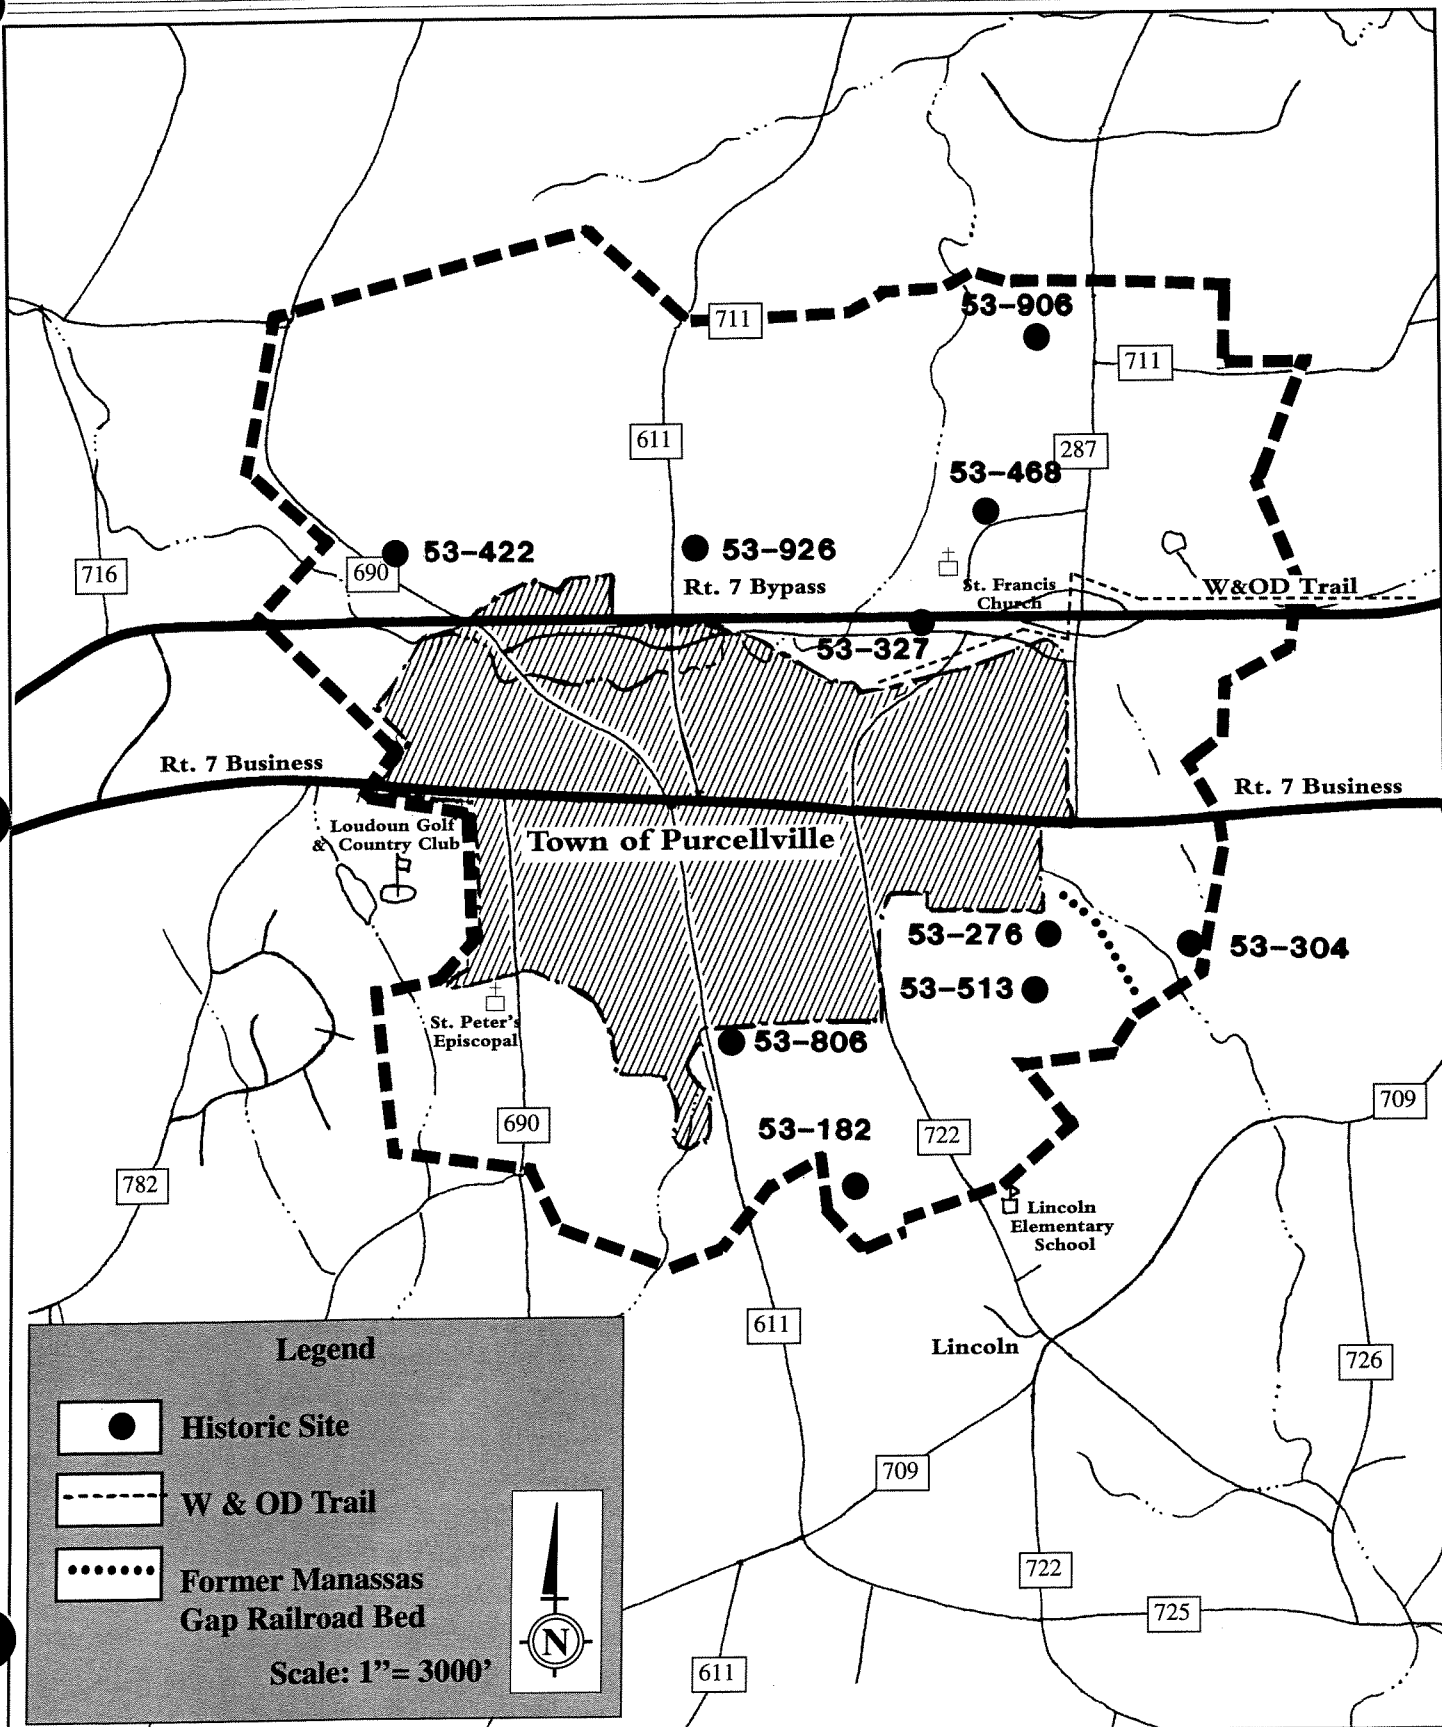 53-906
711
711
611
287
53-468
53-422
53-926
716
690
Rt. 7 Bypass
St. Francis
Church
W&OD Trail
53-327
Rt. 7 Business
Rt. 7 Business
Loudoun Golf
& Country Club
Town of Purcellville
53-276
53-304
53-513
St. Peter's
Episcopal
53-806
709
690
53-182
722
782
Lincoln
Elementary
School
611
Lincoln
726
709
722
725
611
Legend
Historic Site
W & OD Trail
Former Manassas
Gap Railroad Bed
N
Scale: 1”= 3000’